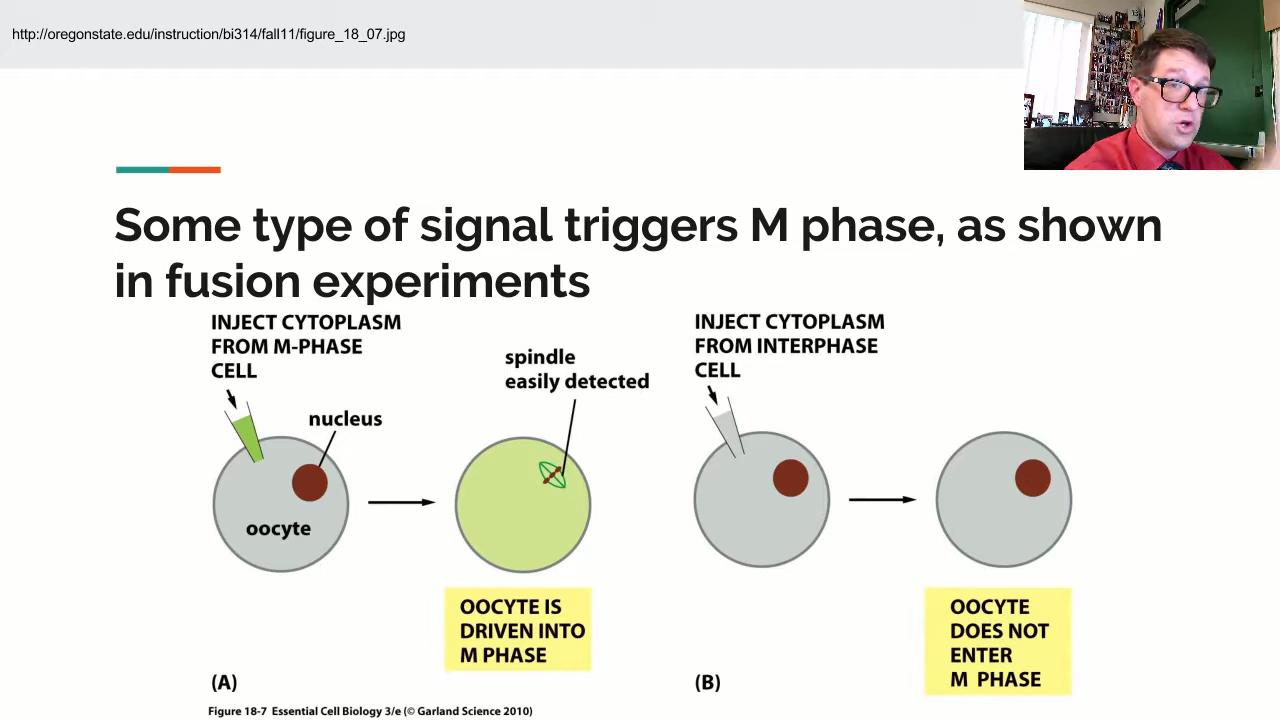 http://oregonstate.edu/instruction/bi314/fall11/figure_18_07.jpg
Some type of signal triggers M phase, as shown
in fusion experiments
INJECT CYTOPLASM
FROM M-PHASE
CELL
nucleus
oocyte
spindle
easily detected
OOCYTE IS
DRIVEN INTO
M PHASE
(A)
INJECT CYTOPLASM
FROM INTERPHASE
CELL
OOCYTE
DOES NOT
ENTER
M PHASE
(B)
Figure 18-7 Essential Cell Biology 3/e (© Garland Science 2010)